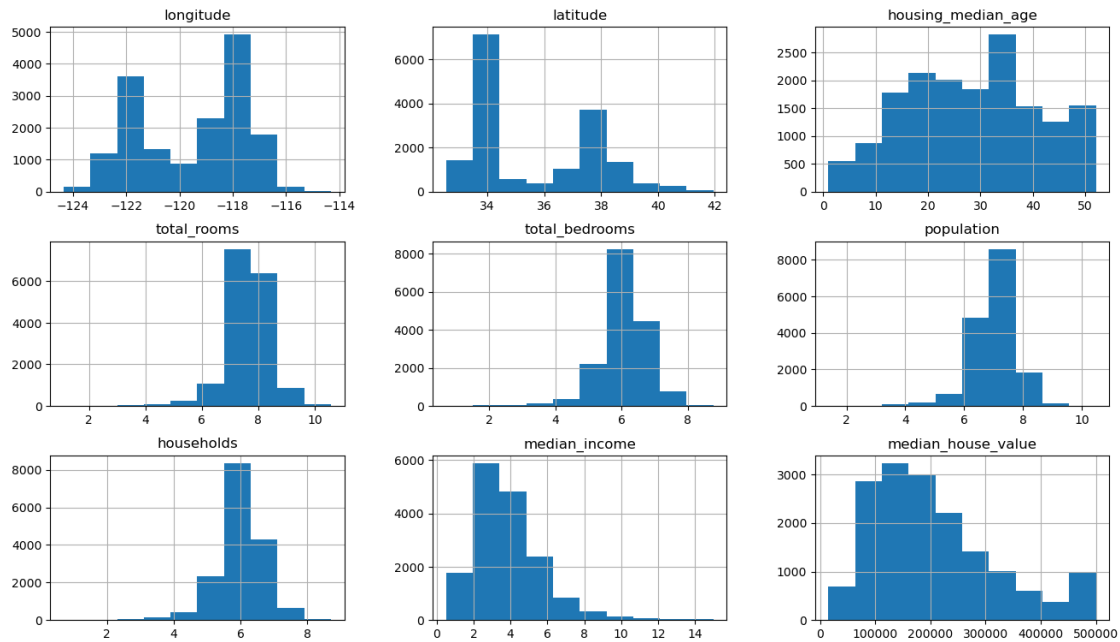 longitude
5000
4000
3000
2000
1000
0
−124 −122 −120 −118 −116 −114
latitude
6000
4000
2000
0
34 36 38 40 42
housing_median_age
2500
2000
1500
1000
500
0
0 10 20 30 40 50
total_rooms
6000
4000
2000
0
2 4 6 8 10
total_bedrooms
8000
6000
4000
2000
0
2 4 6 8
population
8000
6000
4000
2000
0
2 4 6 8 10
households
8000
6000
4000
2000
0
2 4 6 8
median_income
6000
4000
2000
0
0 2 4 6 8 10 12 14
median_house_value
3000
2000
1000
0
0 100000 200000 300000 400000 500000